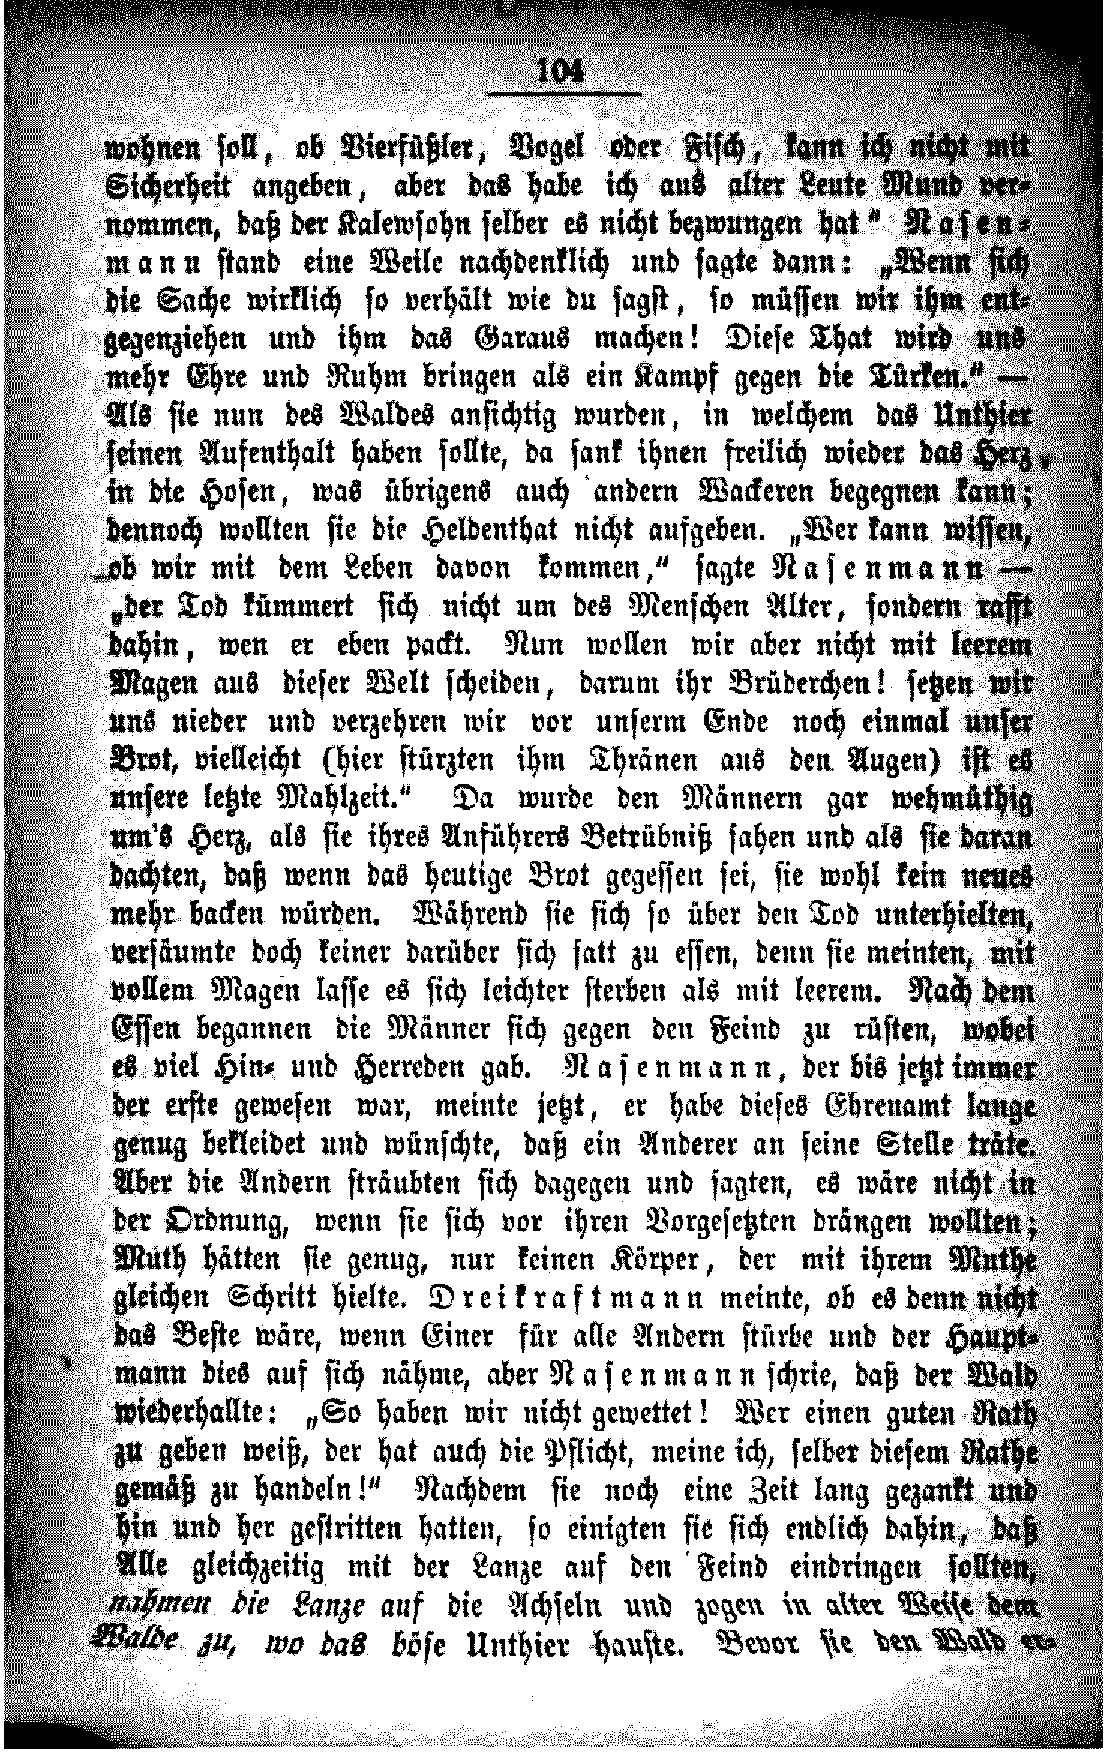 104
wohnen soll, ob Vierfüßler, Vogel oder Fisch, kann ich nicht mit
Sicherheit angeben, aber das habe ich aus alter Leute Mund ver-
nommen, daß der Kalewsohn selber es nicht bezwungen hat“ Nasen-
mann stand eine Weile nachdenklich und sagte dann: „Wenn sich
die Sache wirklich so verhält wie du sagst, so müssen wir ihm ent-
gegenziehen und ihm das Garaus machen! Diese That wird uns
mehr Ehre und Ruhm bringen als ein Kampf gegen die Türken.“ —
Als sie nun des Waldes ansichtig wurden, in welchem das Unthier
seinen Aufenthalt haben sollte, da sank ihnen freilich wieder das Herz
in die Hosen, was übrigens auch andern Wackeren begegnen kann;
dennoch wollten sie die Heldenthat nicht aufgeben. „Wer kann wissen,
ob wir mit dem Leben davon kommen,“ sagte Nasenmann —
„der Tod kümmert sich nicht um des Menschen Alter, sondern rafft
dahin, wen er eben packt. Nun wollen wir aber nicht mit leerem
Magen aus dieser Welt scheiden, darum ihr Brüderchen! setzen wir
uns nieder und verzehren wir vor unserm Ende noch einmal unser
Brot, vielleicht (hier stürzten ihm Thränen aus den Augen) ist es
unsere letzte Mahlzeit.“ Da wurde den Männern gar wehmüthig
um's Herz, als sie ihres Anführers Betrübniß sahen und als sie daran
dachten, daß wenn das heutige Brot gegessen sei, sie wohl kein neues
mehr backen würden. Während sie sich so über den Tod unterhielten,
versäumte doch keiner darüber sich satt zu essen, denn sie meinten, mit
vollem Magen lasse es sich leichter sterben als mit leerem. Nach dem
Essen begannen die Männer sich gegen den Feind zu rüsten, wobei
es viel Hin- und Herreden gab. Nasenmann, der bis jetzt immer
der erste gewesen war, meinte jetzt, er habe dieses Ehrenamt lange
genug bekleidet und wünschte, daß ein Anderer an seine Stelle träte.
Aber die Andern sträubten sich dagegen und sagten, es wäre nicht in
der Ordnung, wenn sie sich vor ihren Vorgesetzten drängen wollten;
Muth hätten sie genug, nur keinen Körper, der mit ihrem Muthe
gleichen Schritt hielte. Dreikraftmann meinte, ob es denn nicht
das Beste wäre, wenn Einer für alle Andern stürbe und der Haupt-
mann dies auf sich nähme, aber Nasenmann schrie, daß der Wald
wiederhallte: „So haben wir nicht gewettet! Wer einen guten Rath
zu geben weiß, der hat auch die Pflicht, meine ich, selber diesem Rathe
gemäß zu handeln!“ Nachdem sie noch eine Zeit lang gezankt und
hin und her gestritten hatten, so einigten sie sich endlich dahin, daß
Alle gleichzeitig mit der Lanze auf den Feind eindringen sollten,
nahmen die Lanze auf die Achseln und zogen in alter Weise dem
Walde zu, wo das böse Unthier hauste. Bevor sie den Wald er-